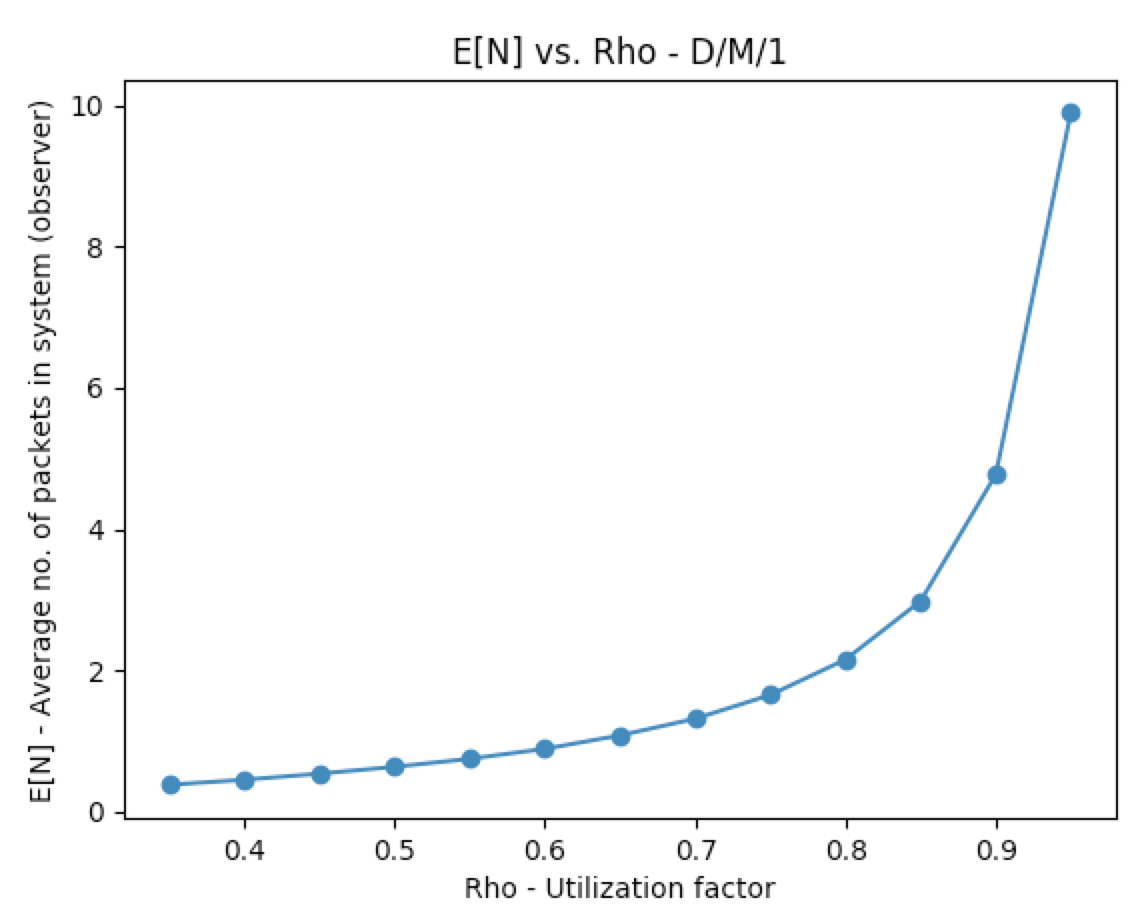 E[N] vs. Rho - D/M/1
E[N] - Average no. of packets in system (observer)
10
8
6
4
2
0
0.4 0.5 0.6 0.7 0.8 0.9
Rho - Utilization factor